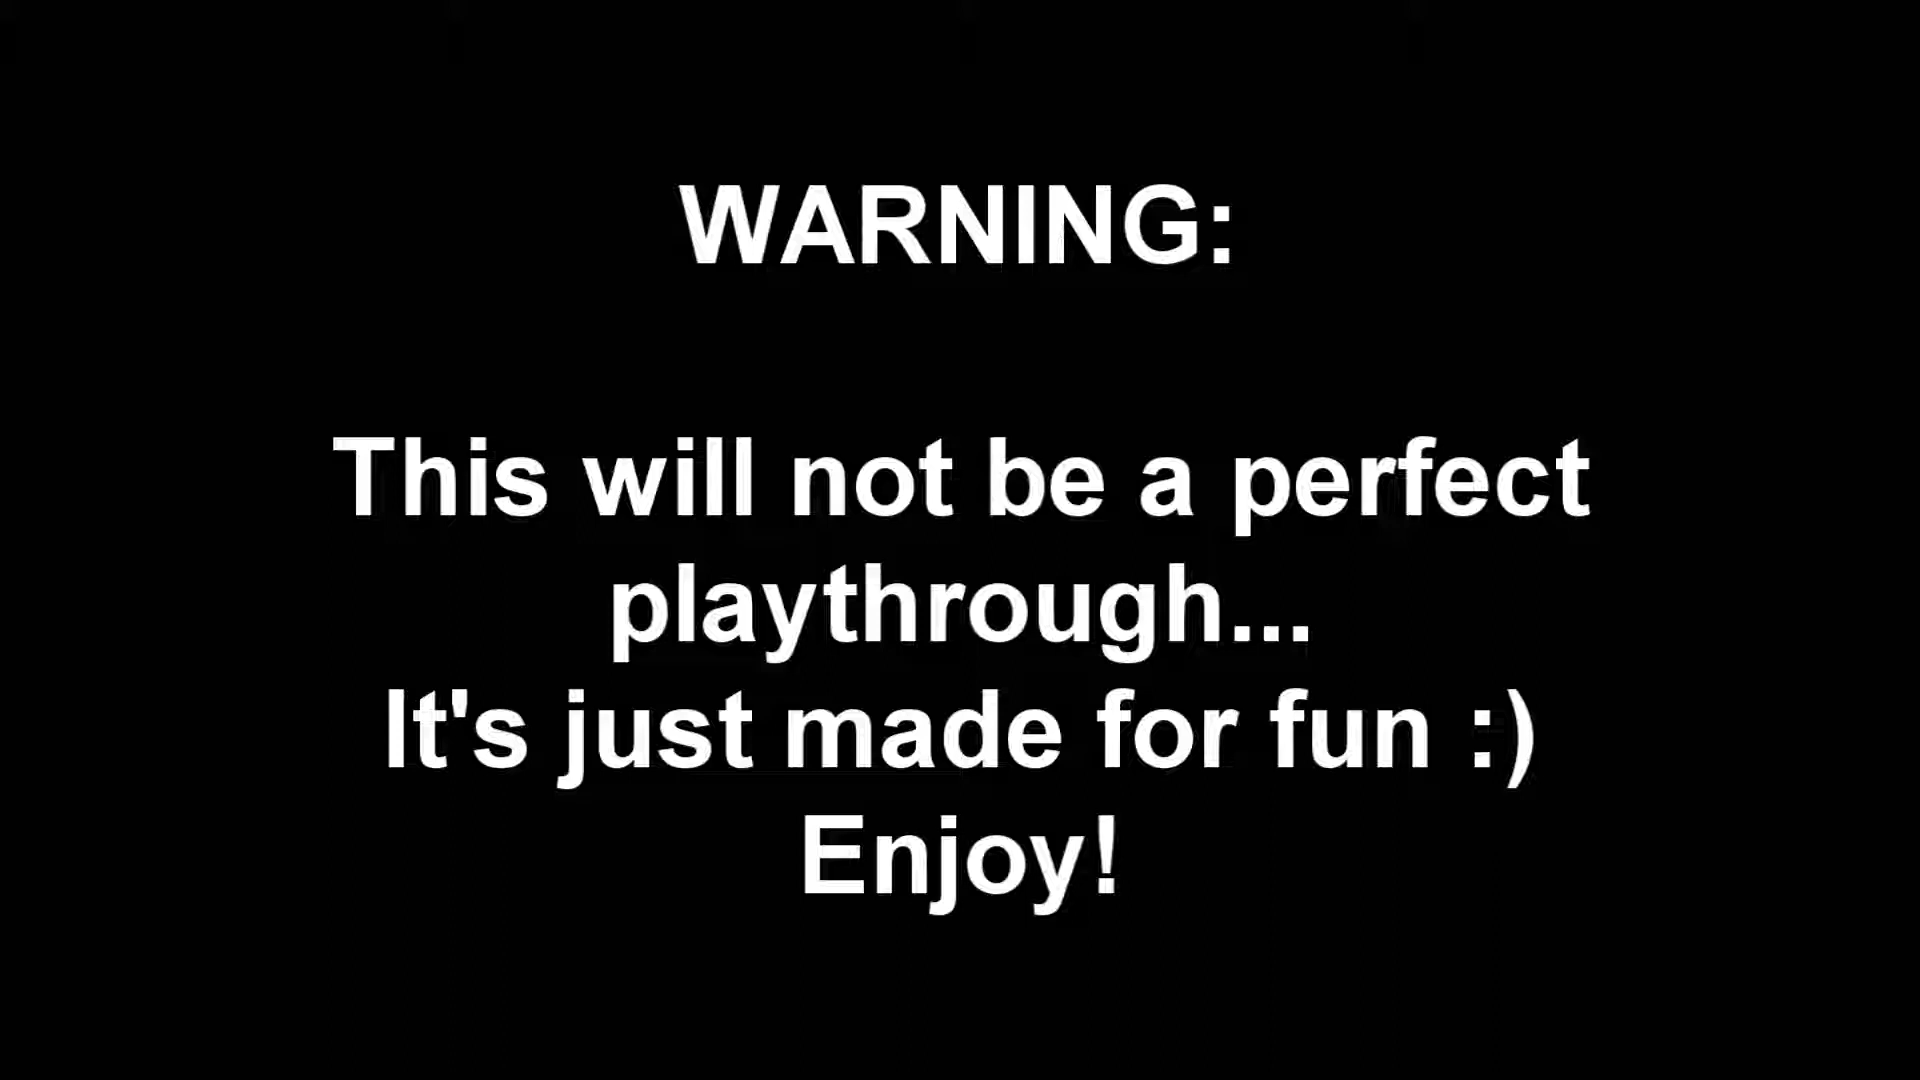 WARNING:
This will not be a perfect
playthrough...
It's just made for fun :)
Enjoy!